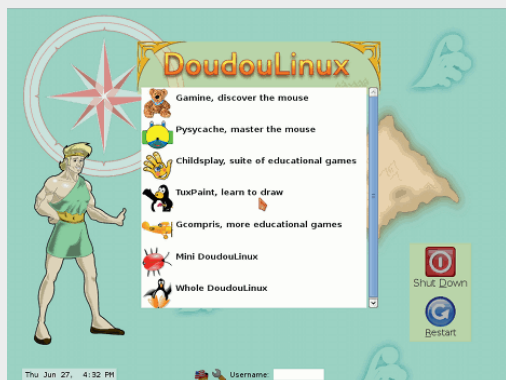 DoudouLinux
Gamine, discover the mouse
Pysycache, master the mouse
Childsplay, suite of educational games
TuxPaint, learn to draw
Gcompris, more educational games
Mini DoudouLinux
Whole DoudouLinux
Shut Down
Restart
Thu Jun 27, 4:32 PM
Username: